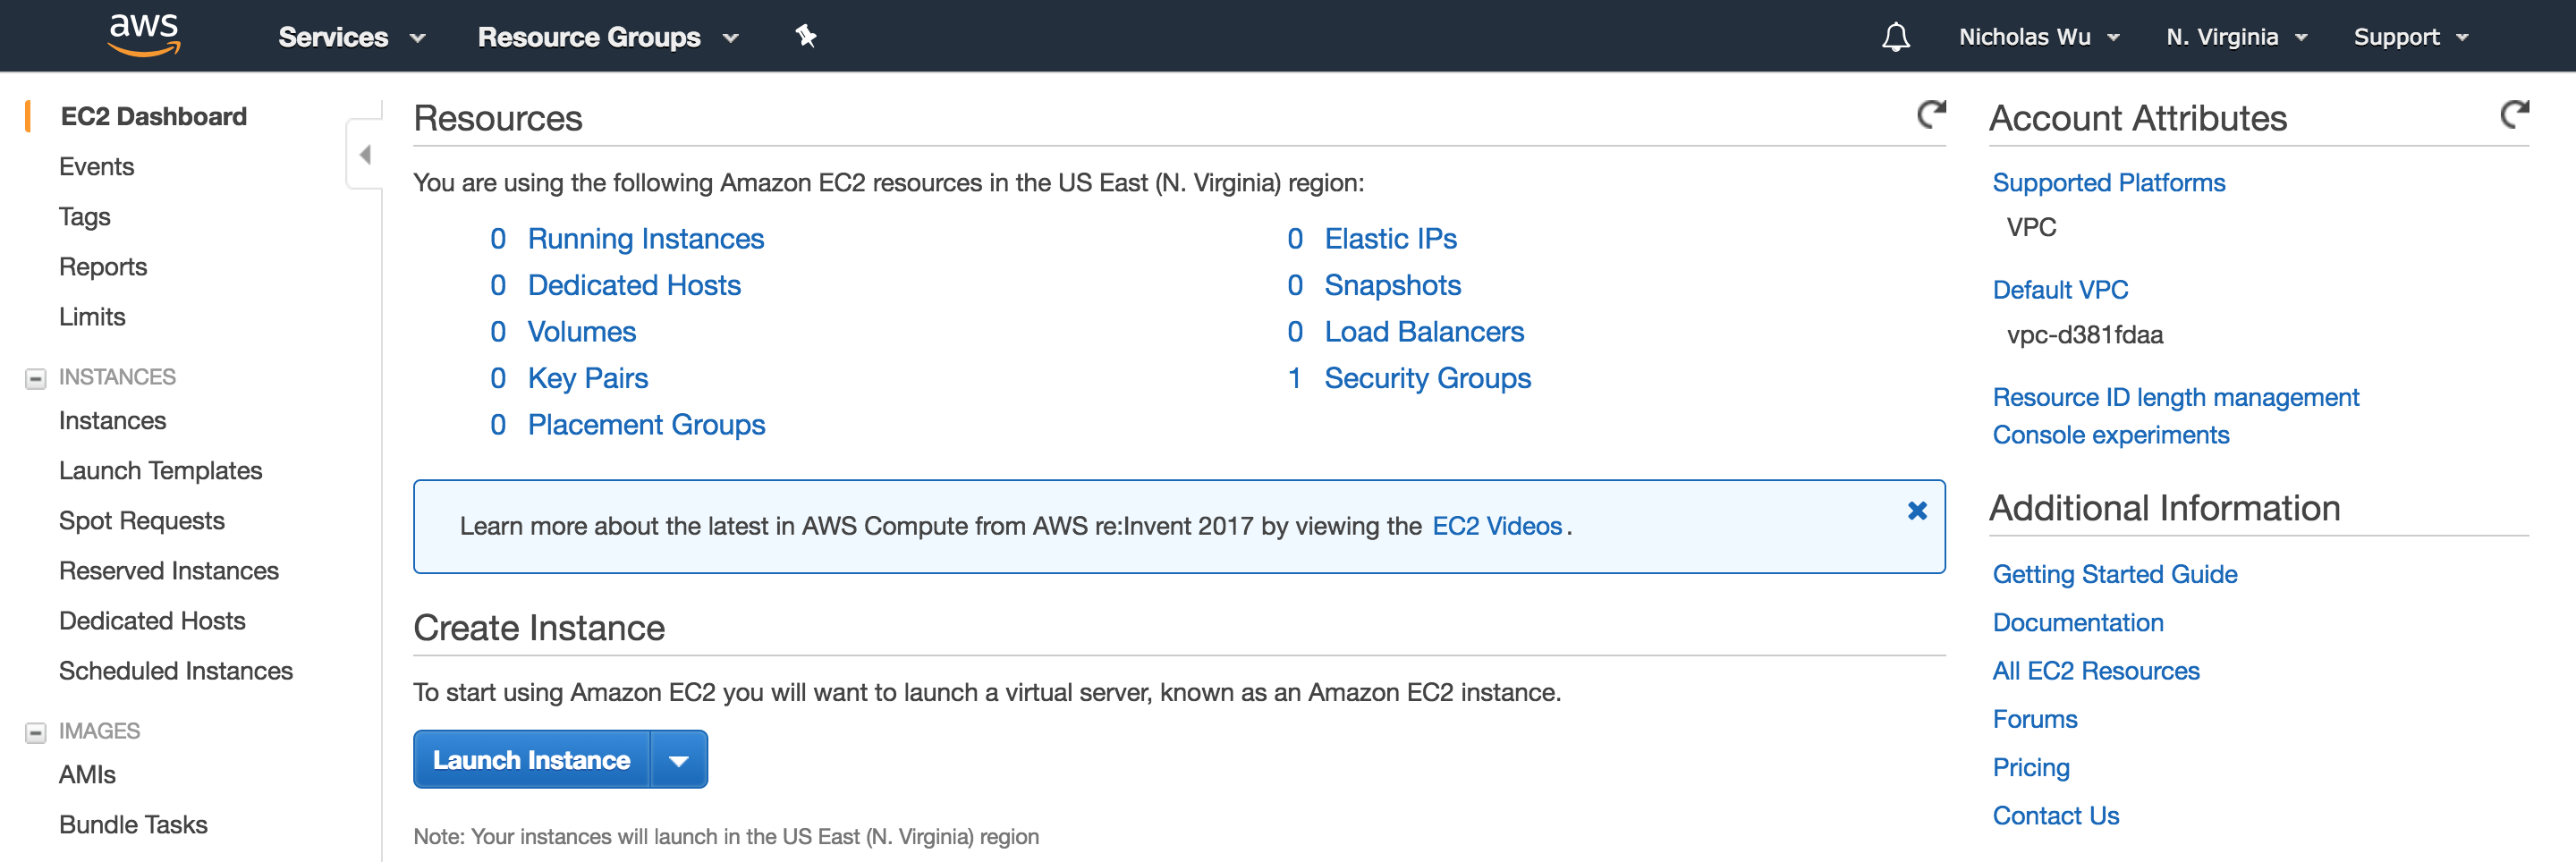 aws
Services
Resource Groups
Nicholas Wu
N. Virginia
Support
EC2 Dashboard
Events
Tags
Reports
Limits
INSTANCES
Instances
Launch Templates
Spot Requests
Reserved Instances
Dedicated Hosts
Scheduled Instances
IMAGES
AMIs
Bundle Tasks
Resources
You are using the following Amazon EC2 resources in the US East (N. Virginia) region:
0 Running Instances
0 Dedicated Hosts
0 Volumes
0 Key Pairs
0 Placement Groups
0 Elastic IPs
0 Snapshots
0 Load Balancers
1 Security Groups
Learn more about the latest in AWS Compute from AWS re:Invent 2017 by viewing the EC2 Videos.
Create Instance
To start using Amazon EC2 you will want to launch a virtual server, known as an Amazon EC2 instance.
Launch Instance
Note: Your instances will launch in the US East (N. Virginia) region
Account Attributes
Supported Platforms
VPC
Default VPC
vpc-d381fdaa
Resource ID length management
Console experiments
Additional Information
Getting Started Guide
Documentation
All EC2 Resources
Forums
Pricing
Contact Us